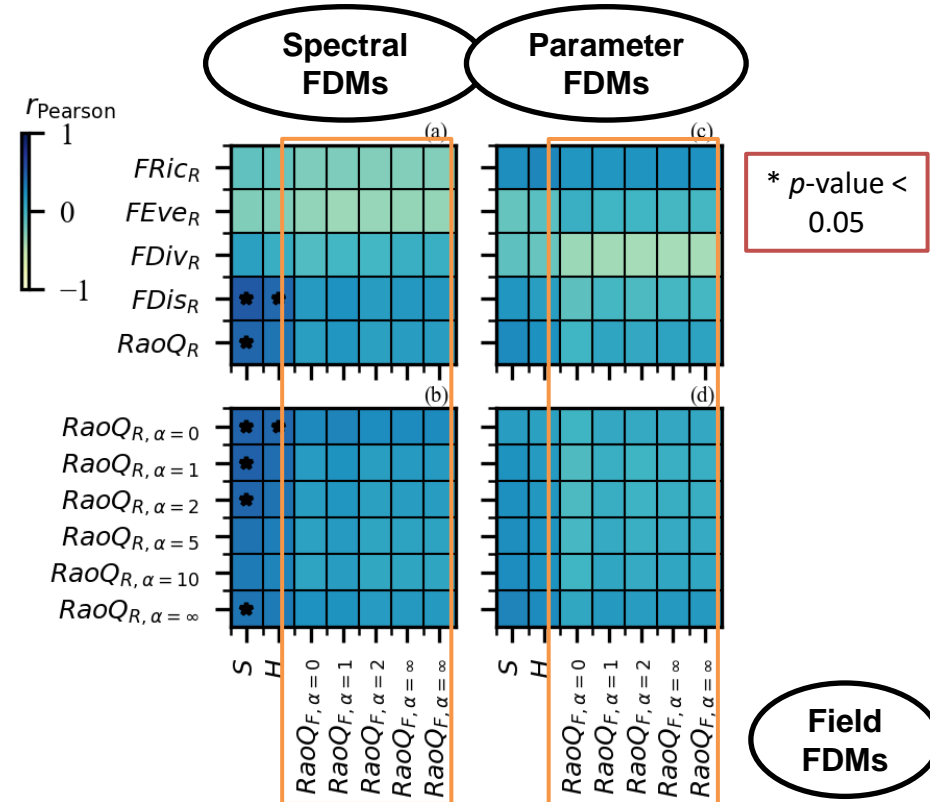 Spectral
FDMs
Parameter
FDMs
r_Pearson
1
0
−1
(a)
(c)
FRic_R
FEve_R
FDiv_R
FDis_R
RaoQ_R
* p-value <
0.05
(b)
(d)
RaoQ_R, α = 0
RaoQ_R, α = 1
RaoQ_R, α = 2
RaoQ_R, α = 5
RaoQ_R, α = 10
RaoQ_R, α = ∞
S
H
RaoQ_F, α = 0
RaoQ_F, α = 1
RaoQ_F, α = 2
RaoQ_F, α = ∞
RaoQ_F, α = ∞
S
H
RaoQ_F, α = 0
RaoQ_F, α = 1
RaoQ_F, α = 2
RaoQ_F, α = ∞
RaoQ_F, α = ∞
Field
FDMs